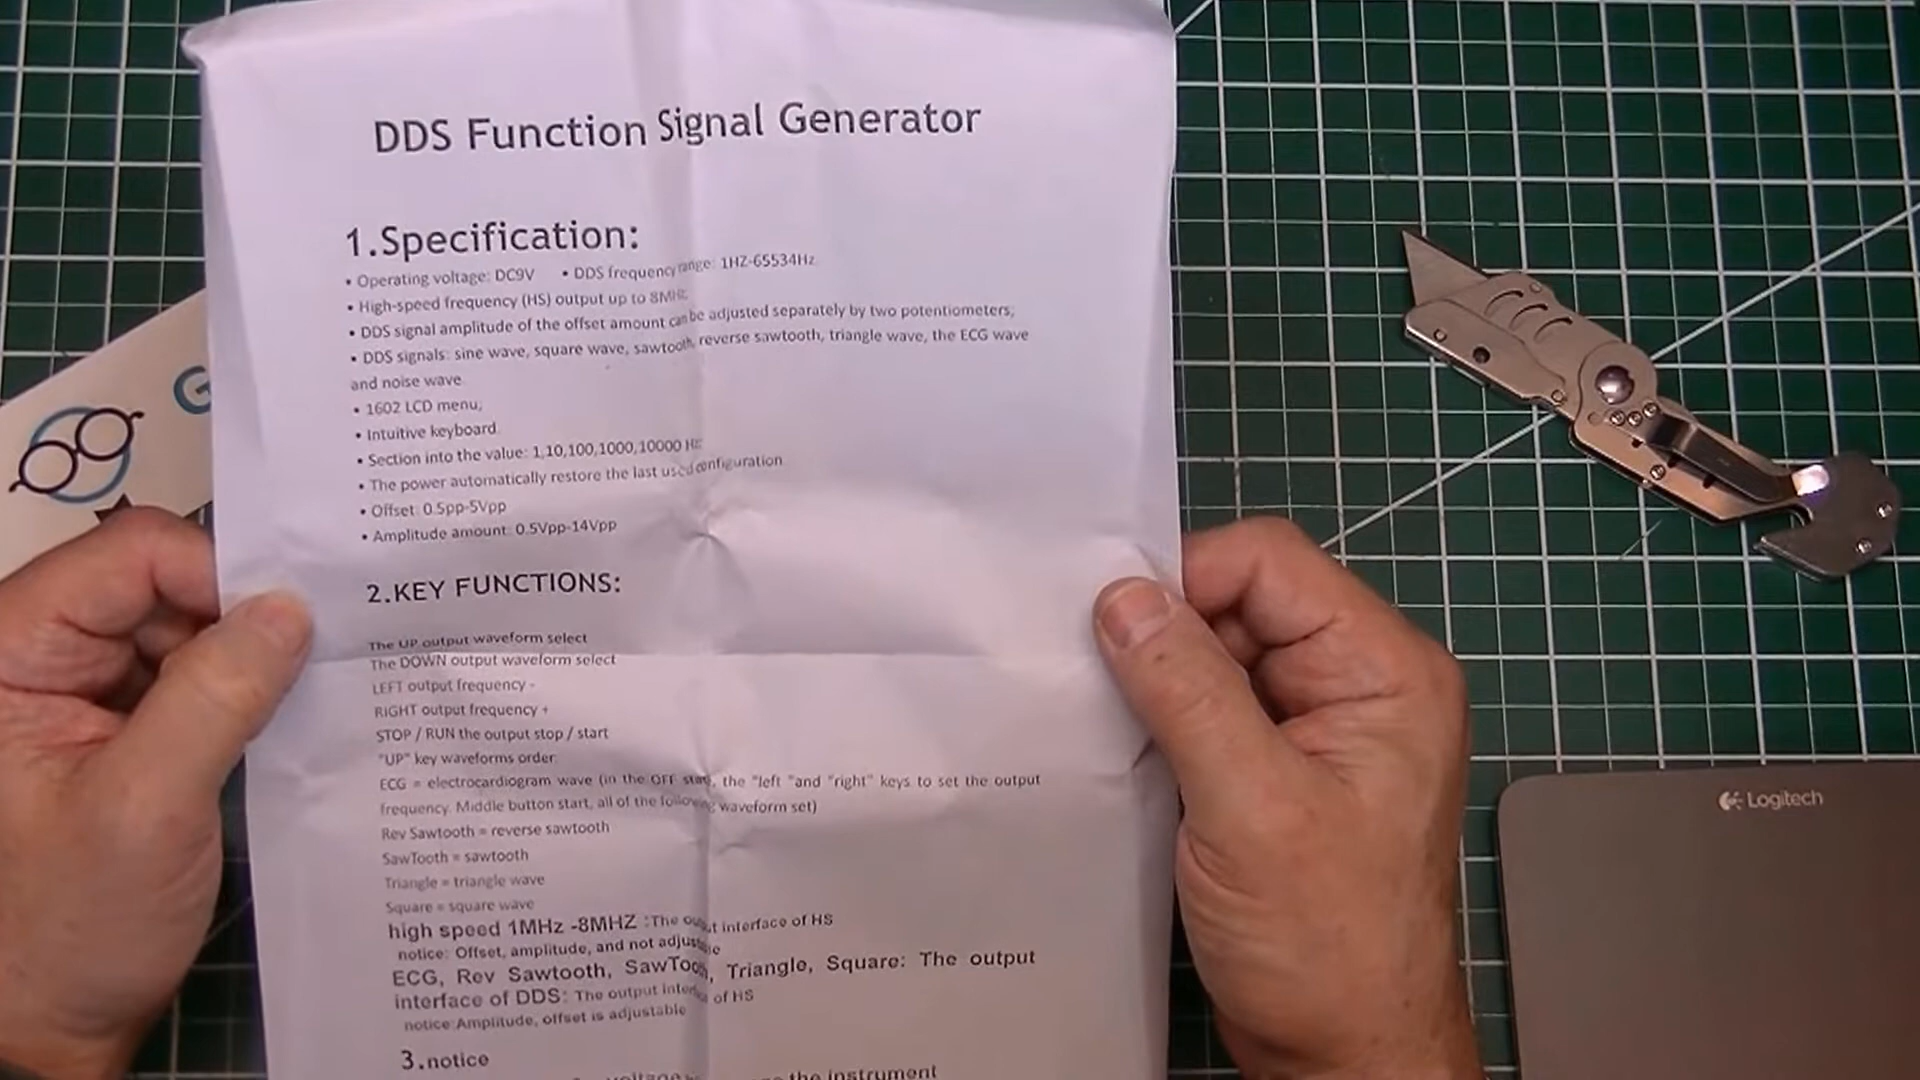 DDS Function Signal Generator
1.Specification:
• Operating voltage: DC9V • DDS frequency range: 1HZ-65534Hz
• High-speed frequency (HS) output up to 8MHz
• DDS signal amplitude of the offset amount can be adjusted separately by two potentiometers;
• DDS signals: sine wave, square wave, sawtooth, reverse sawtooth, triangle wave, the ECG wave
and noise wave
• 1602 LCD menu;
• Intuitive keyboard.
• Section into the value: 1,10,100,1000,10000 Hz
• The power automatically restore the last used configuration
• Offset: 0.5pp-5Vpp
• Amplitude amount: 0.5Vpp-14Vpp
2.KEY FUNCTIONS:
The UP output waveform select
The DOWN output waveform select
LEFT output frequency -
RIGHT output frequency +
STOP / RUN the output stop / start
"UP" key waveforms order:
ECG = electrocardiogram wave (in the OFF state, the "left "and "right" keys to set the output
frequency. Middle button start, all of the following waveform set)
Rev Sawtooth = reverse sawtooth
SawTooth = sawtooth
Triangle = triangle wave
Square = square wave
high speed 1MHz -8MHZ :The output interface of HS
notice: Offset, amplitude, and not adjustable
ECG, Rev Sawtooth, SawTooth, Triangle, Square: The output
interface of DDS: The output interface of HS
notice:Amplitude, offset is adjustable
3.notice
voltage the instrument
G
Logitech